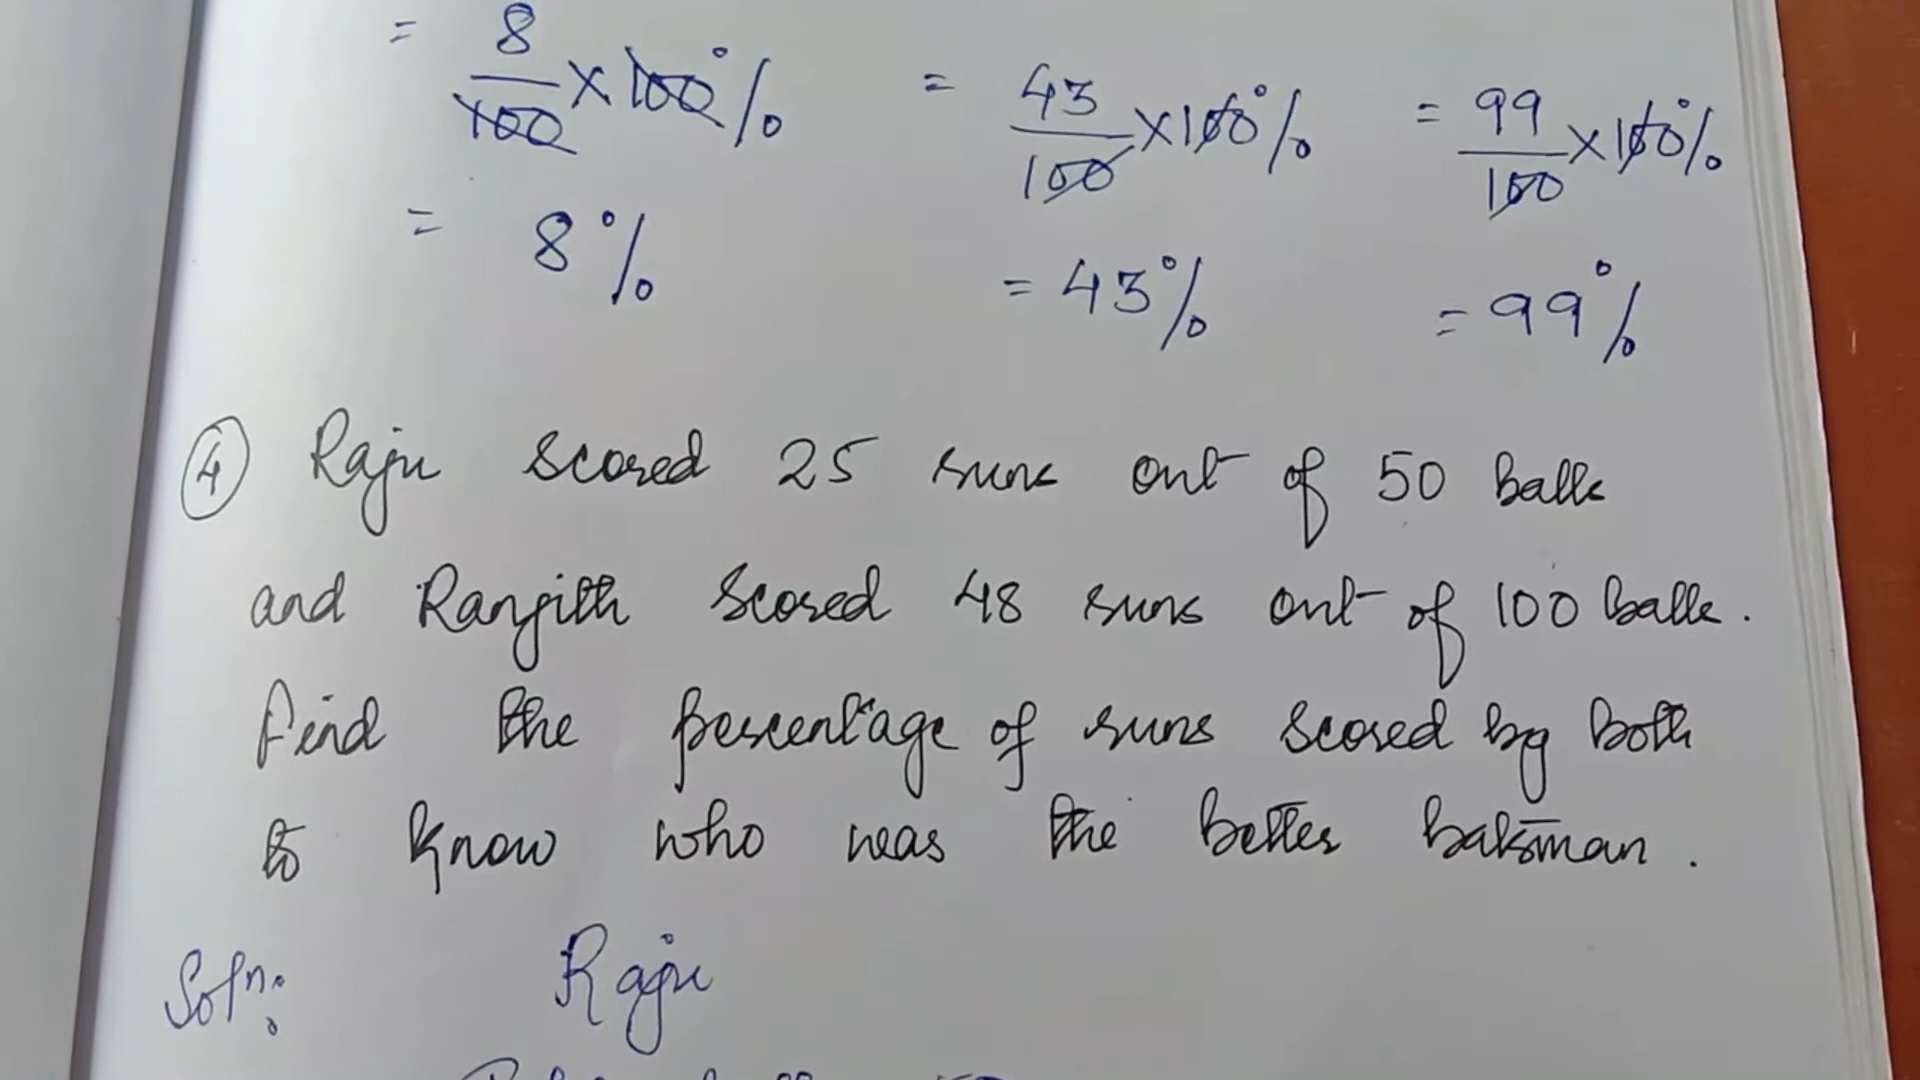 = 8/100 × 100% = 43/100 × 100% = 99/100 × 100%
= 8% = 43% = 99%
4 Raju scored 25 runs out of 50 balls
and Ranjith scored 48 runs out of 100 balls.
Find the percentage of runs scored by both
to know who was the better batsman.
Soln: Raju